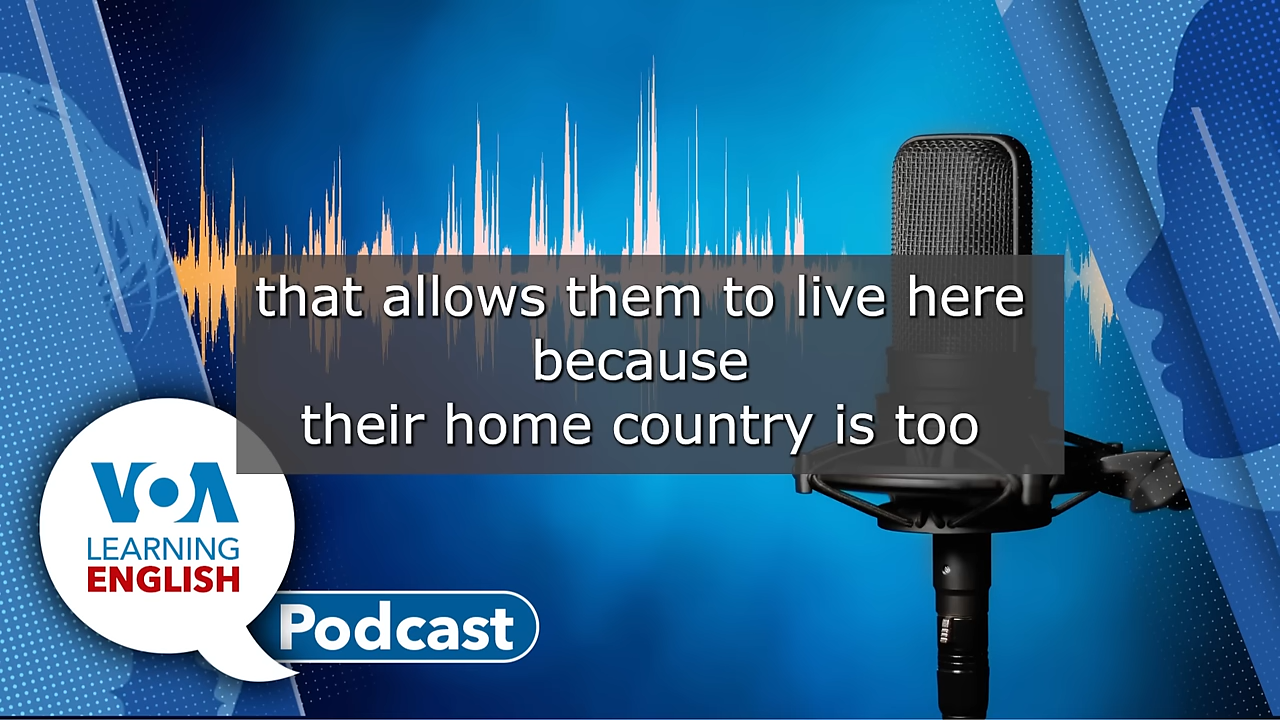 that allows them to live here
because
their home country is too
VOA
LEARNING
ENGLISH
Podcast